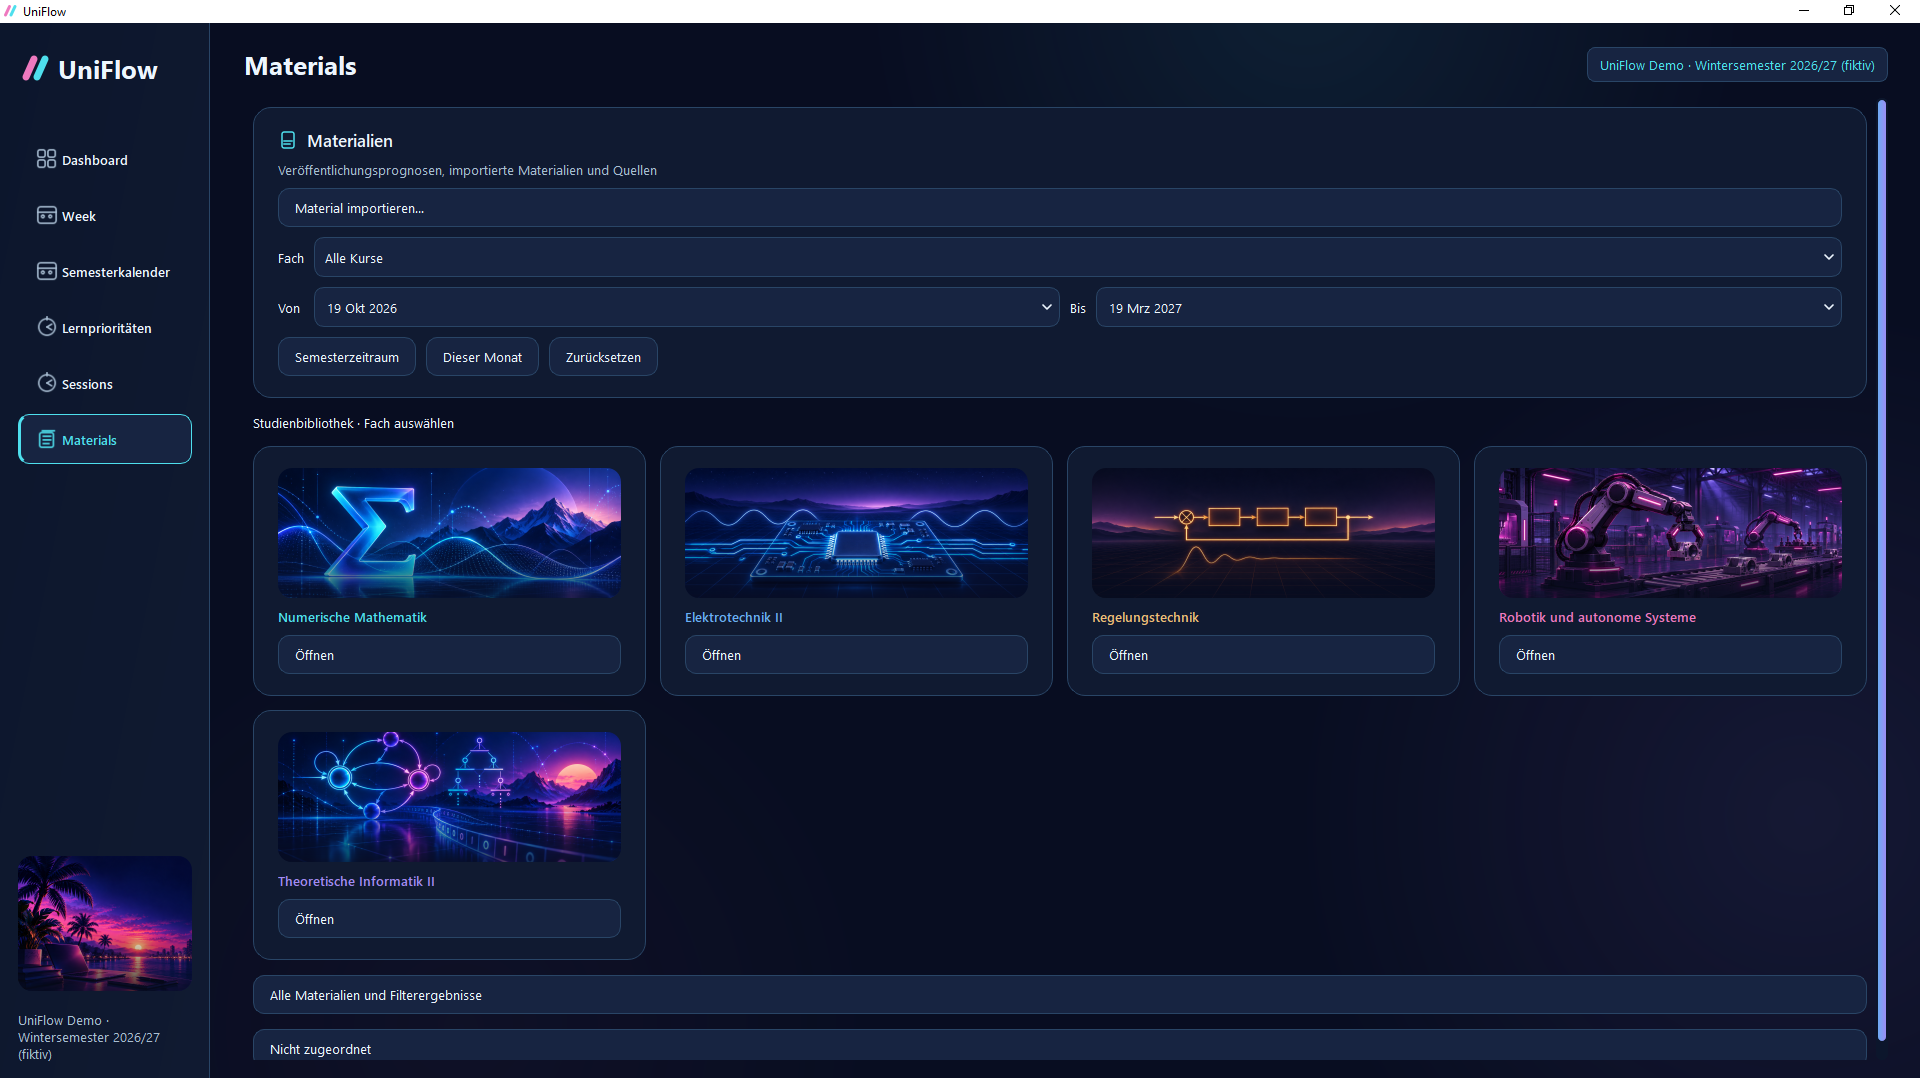 UniFlow
UniFlow
Materials
UniFlow Demo · Wintersemester 2026/27 (fiktiv)
Dashboard
Week
Semesterkalender
Lernprioritäten
Sessions
Materials
Materialien
Veröffentlichungsprognosen, importierte Materialien und Quellen
Material importieren...
Fach Alle Kurse
Von 19 Okt 2026 Bis 19 Mrz 2027
Semesterzeitraum Dieser Monat Zurücksetzen
Studienbibliothek · Fach auswählen
Numerische Mathematik
Öffnen
Elektrotechnik II
Öffnen
Regelungstechnik
Öffnen
Robotik und autonome Systeme
Öffnen
Theoretische Informatik II
Öffnen
Alle Materialien und Filterergebnisse
Nicht zugeordnet
UniFlow Demo ·
Wintersemester 2026/27
(fiktiv)